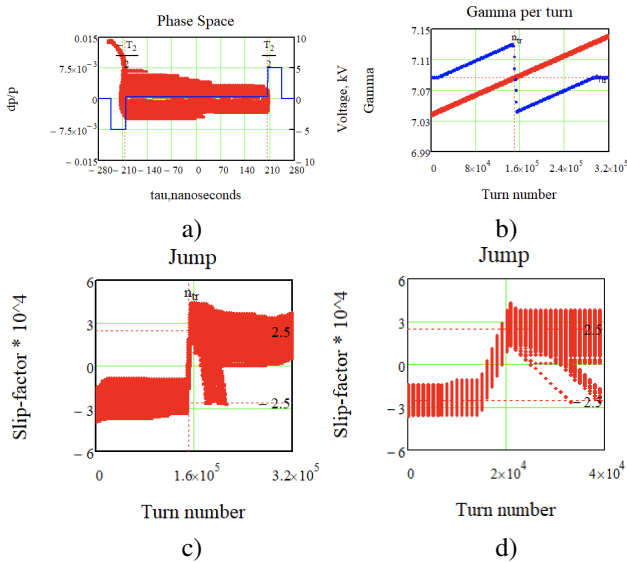 Phase Space
0.015
7.5×10⁻³
0
−7.5×10⁻³
−0.015
dp/p
−T₂/2
T₂/2
10
5
0
−5
−10
Voltage, kV
−280 −210 −140 −70 0 70 140 210 280
tau,nanoseconds
a)
Gamma per turn
7.15
7.11
7.07
7.03
6.99
Gamma
n_tr
0 8×10⁴ 1.6×10⁵ 2.4×10⁵ 3.2×10⁵
Turn number
b)
Jump
6
3
0
−3
−6
Slip-factor * 10^4
n_tr
2.5
−2.5
0 1.6×10⁵ 3.2×10⁵
Turn number
c)
Jump
6
3
0
−3
−6
Slip-factor * 10^4
2.5
−2.5
0 2×10⁴ 4×10⁴
Turn number
d)